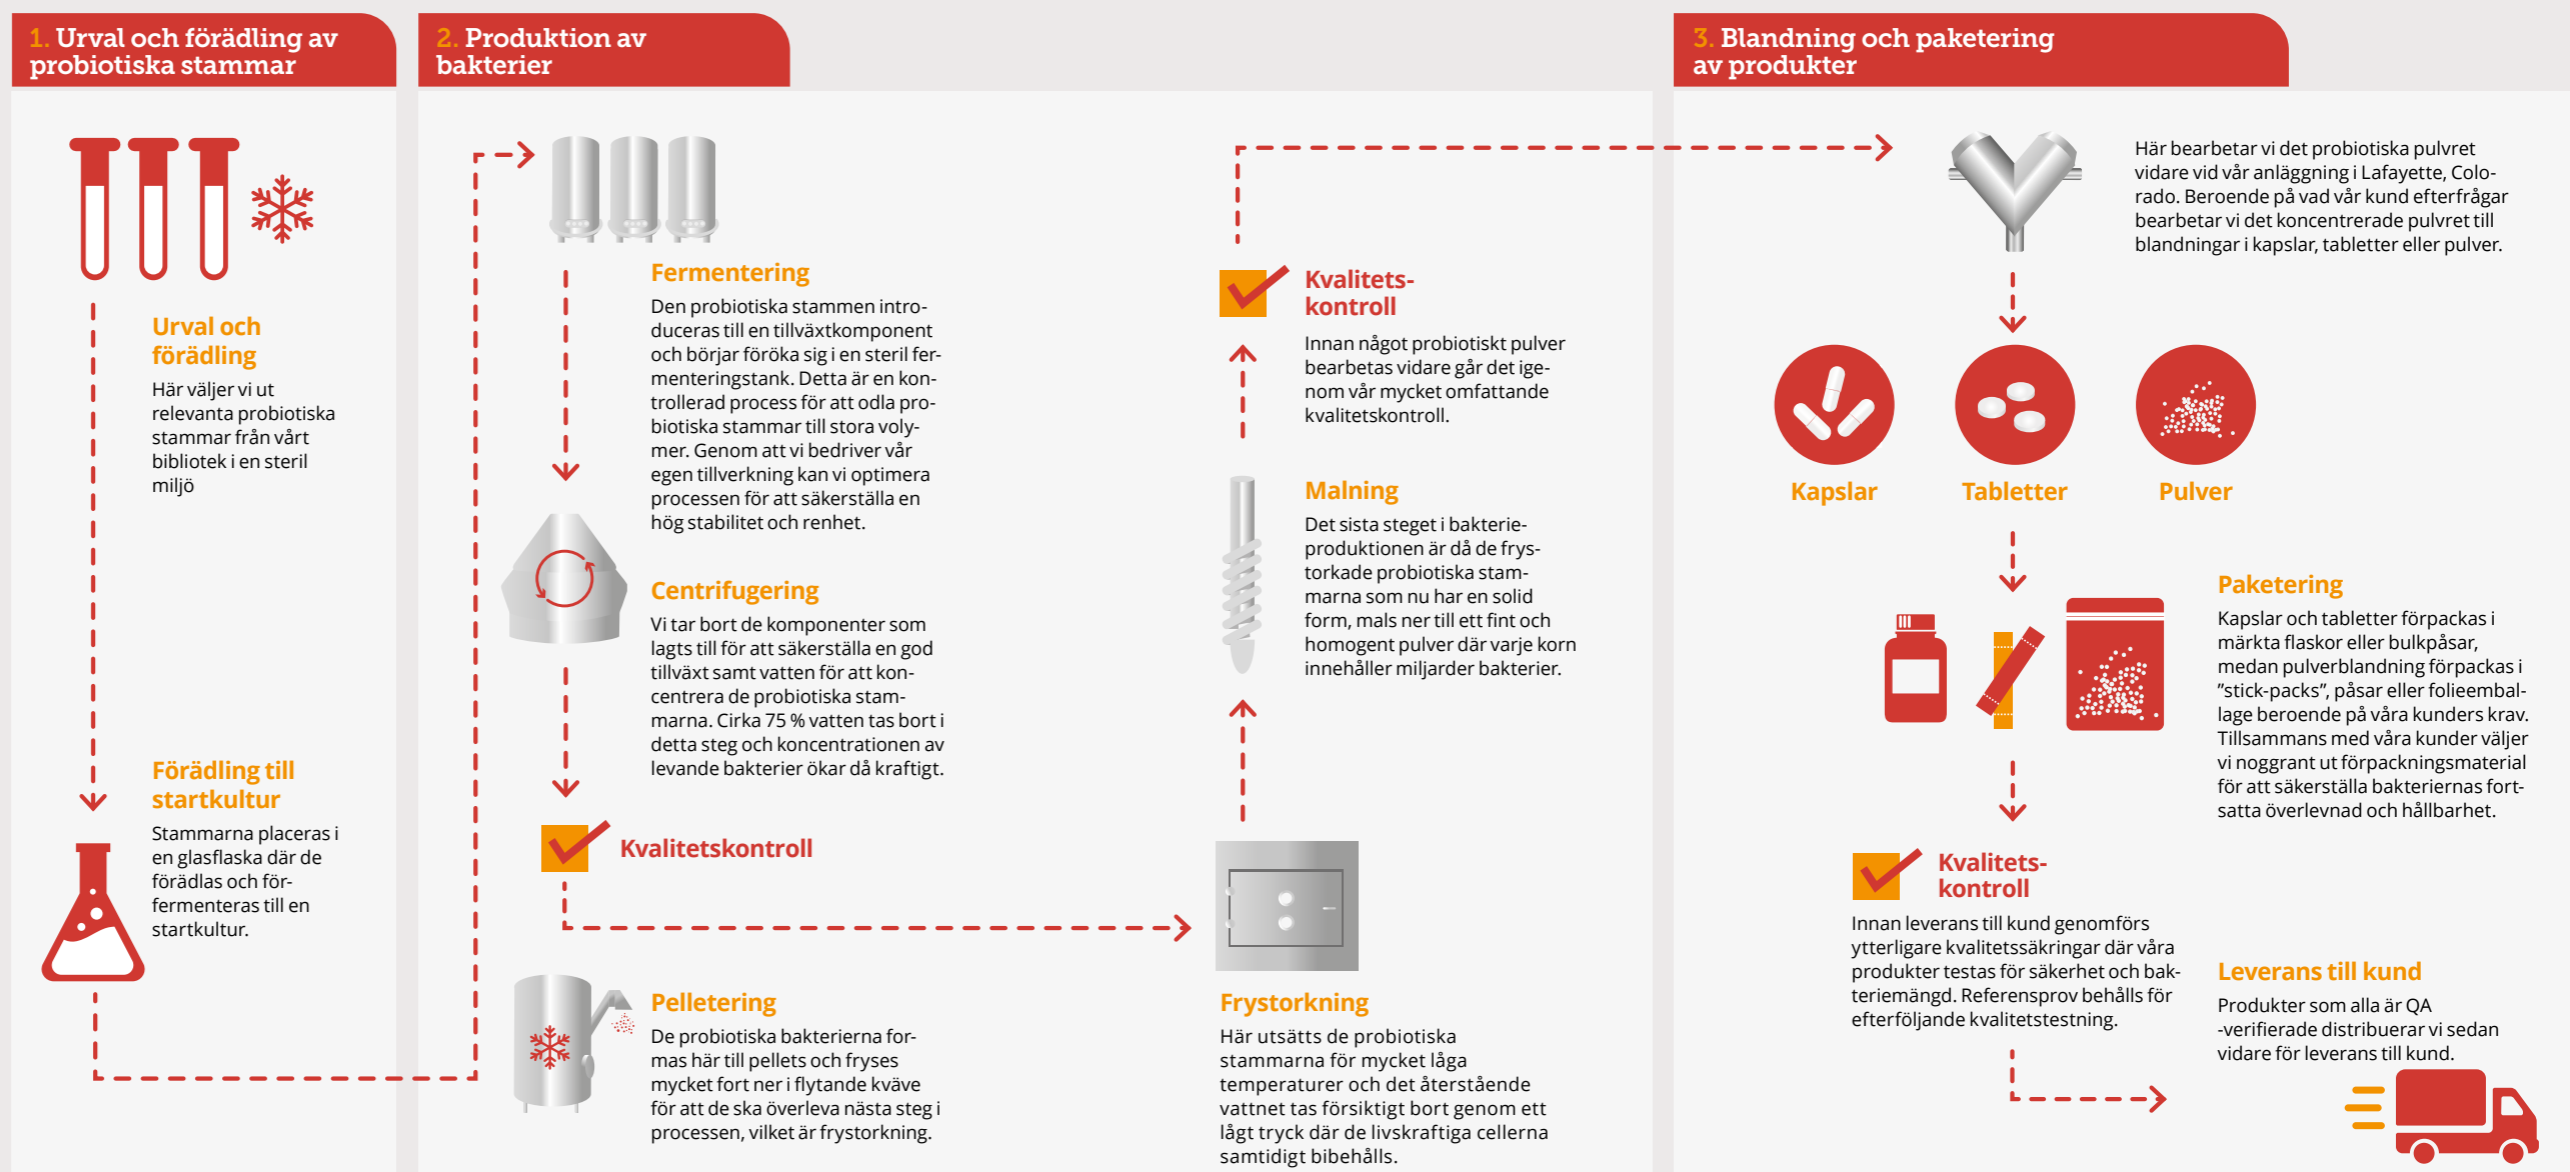 1. Urval och förädling av
probiotiska stammar
Urval och
förädling
Här väljer vi ut
relevanta probiotiska
stammar från vårt
bibliotek i en steril
miljö
Förädling till
startkultur
Stammarna placeras i
en glasflaska där de
förädlas och för-
fermenteras till en
startkultur.
2. Produktion av
bakterier
Fermentering
Den probiotiska stammen intro-
duceras till en tillväxtkomponent
och börjar föröka sig i en steril fer-
menteringstank. Detta är en kon-
trollerad process för att odla pro-
biotiska stammar till stora voly-
mer. Genom att vi bedriver vår
egen tillverkning kan vi optimera
processen för att säkerställa en
hög stabilitet och renhet.
Centrifugering
Vi tar bort de komponenter som
lagts till för att säkerställa en god
tillväxt samt vatten för att kon-
centrera de probiotiska stam-
marna. Cirka 75 % vatten tas bort i
detta steg och koncentrationen av
levande bakterier ökar då kraftigt.
Kvalitetskontroll
Pelletering
De probiotiska bakterierna for-
mas här till pellets och fryses
mycket fort ner i flytande kväve
för att de ska överleva nästa steg i
processen, vilket är frystorkning.
Frystorkning
Här utsätts de probiotiska
stammarna för mycket låga
temperaturer och det återstående
vattnet tas försiktigt bort genom ett
lågt tryck där de livskraftiga cellerna
samtidigt bibehålls.
Malning
Det sista steget i bakterie-
produktionen är då de frys-
torkade probiotiska stam-
marna som nu har en solid
form, mals ner till ett fint och
homogent pulver där varje korn
innehåller miljarder bakterier.
Kvalitets-
kontroll
Innan något probiotiskt pulver
bearbetas vidare går det ige-
nom vår mycket omfattande
kvalitetskontroll.
3. Blandning och paketering
av produkter
Här bearbetar vi det probiotiska pulvret
vidare vid vår anläggning i Lafayette, Colo-
rado. Beroende på vad vår kund efterfrågar
bearbetar vi det koncentrerade pulvret till
blandningar i kapslar, tabletter eller pulver.
Kapslar
Tabletter
Pulver
Paketering
Kapslar och tabletter förpackas i
märkta flaskor eller bulkpåsar,
medan pulverblandning förpackas i
”stick-packs”, påsar eller folieembal-
lage beroende på våra kunders krav.
Tillsammans med våra kunder väljer
vi noggrant ut förpackningsmaterial
för att säkerställa bakteriernas fort-
satta överlevnad och hållbarhet.
Kvalitets-
kontroll
Innan leverans till kund genomförs
ytterligare kvalitetssäkringar där våra
produkter testas för säkerhet och bak-
teriemängd. Referensprov behålls för
efterföljande kvalitetstestning.
Leverans till kund
Produkter som alla är QA
-verifierade distribuerar vi sedan
vidare för leverans till kund.